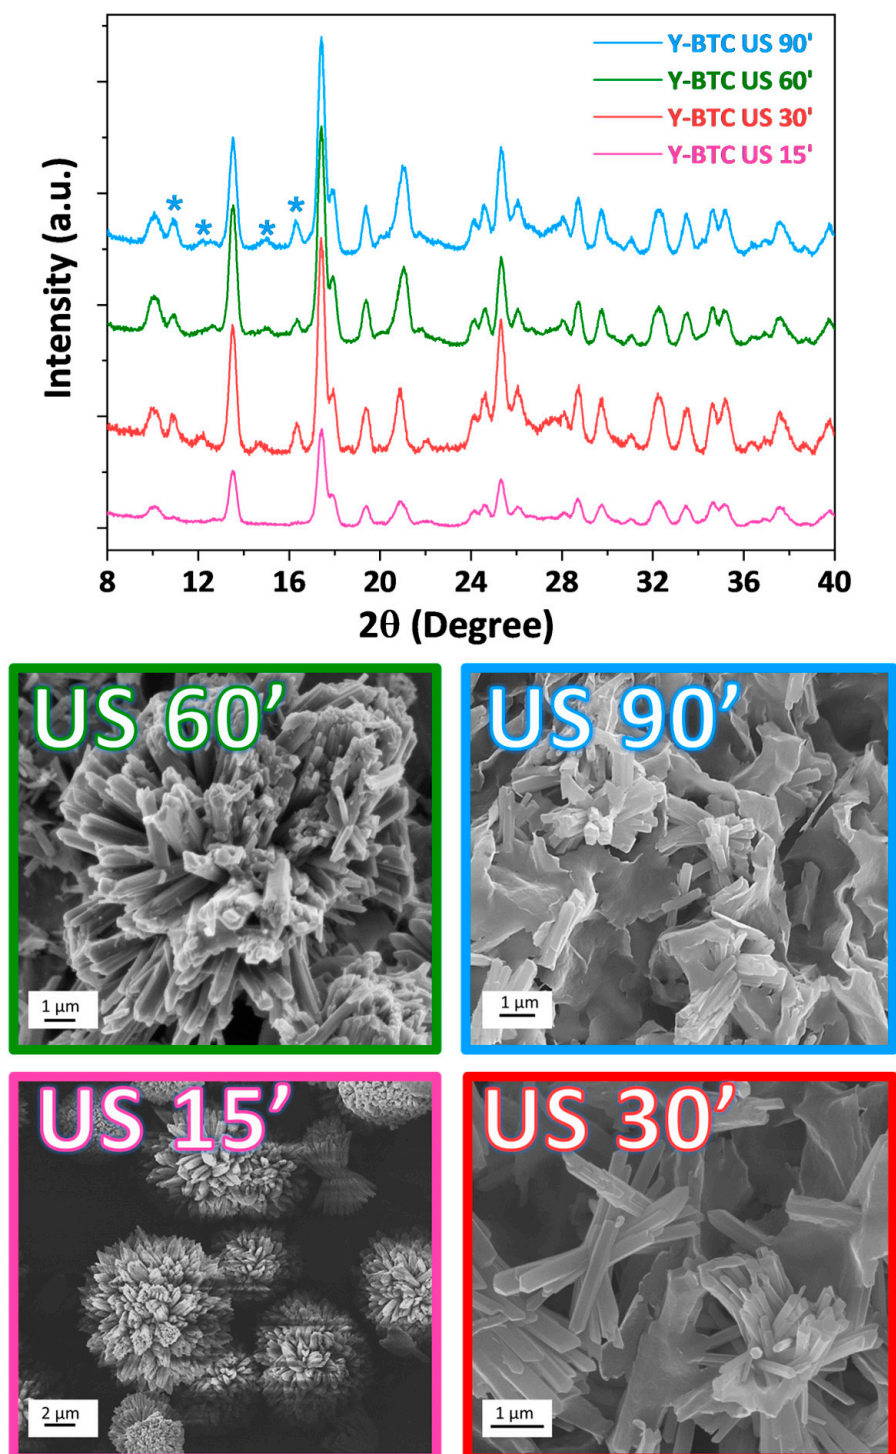 Y-BTC US 90'
Y-BTC US 60'
Y-BTC US 30'
Y-BTC US 15'
* * * *
Intensity (a.u.)
8 12 16 20 24 28 32 36 40
2θ (Degree)
US 60’
1 µm
US 90’
1 µm
US 15’
2 µm
US 30’
1 µm